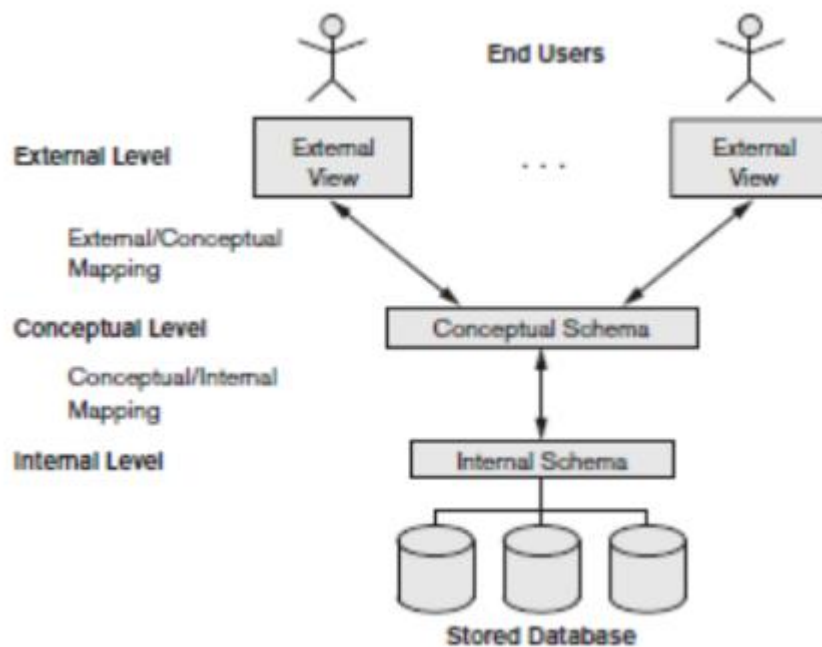 End Users
External Level
External
View
. . .
External
View
External/Conceptual
Mapping
Conceptual Level
Conceptual Schema
Conceptual/Internal
Mapping
Internal Level
Internal Schema
Stored Database